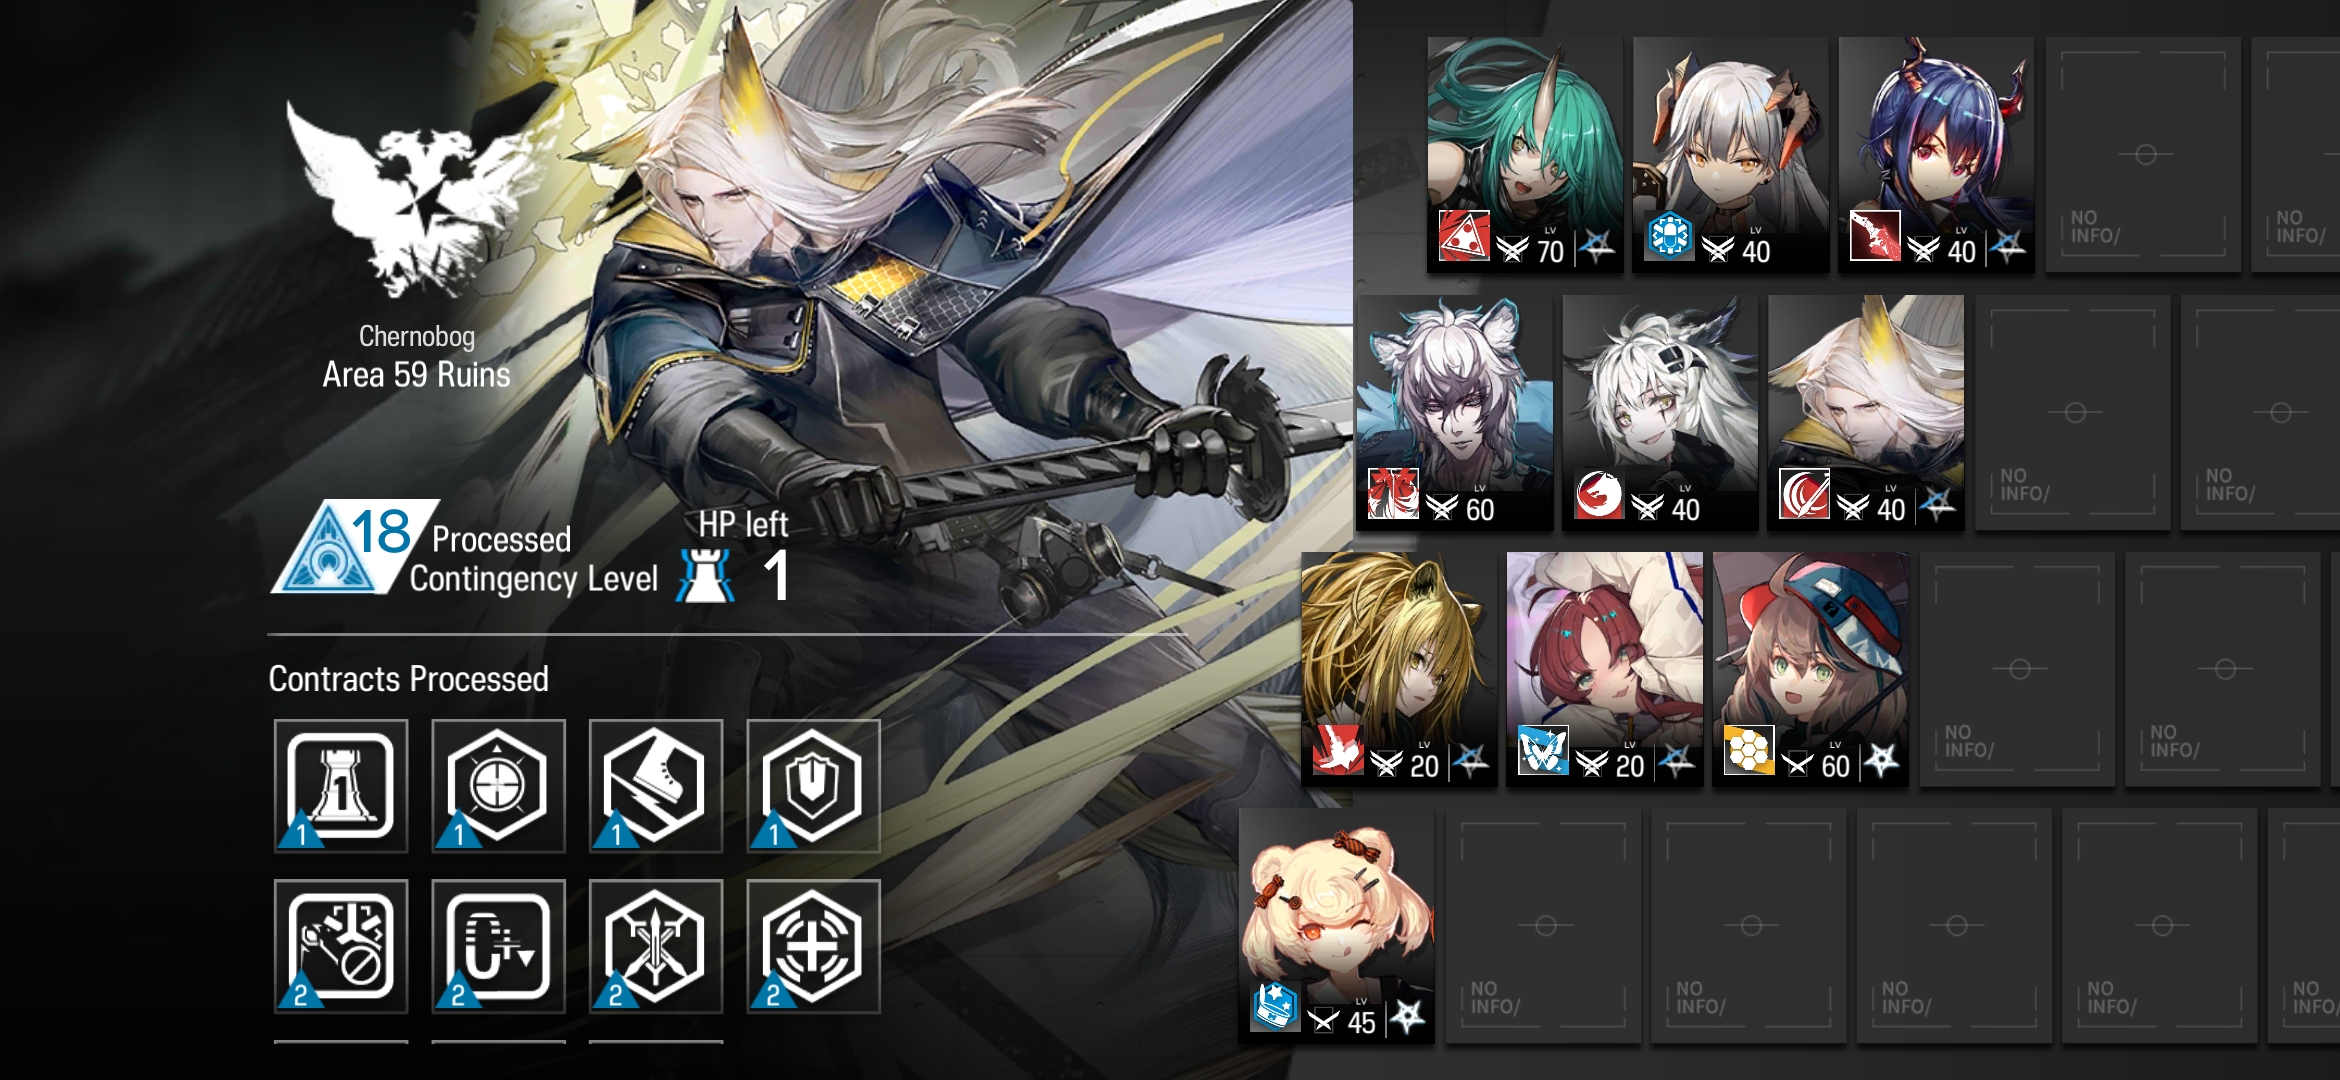 Chernobog
Area 59 Ruins
18
Processed
Contingency Level
HP left
1
Contracts Processed
1
1
1
1
1
2
2
2
2
LV
70
LV
40
LV
40
NO
INFO/
NO
INFO/
LV
60
LV
40
LV
40
NO
INFO/
NO
INFO/
LV
20
LV
20
LV
60
NO
INFO/
NO
INFO/
LV
45
NO
INFO/
NO
INFO/
NO
INFO/
NO
INFO/
NO
INFO/